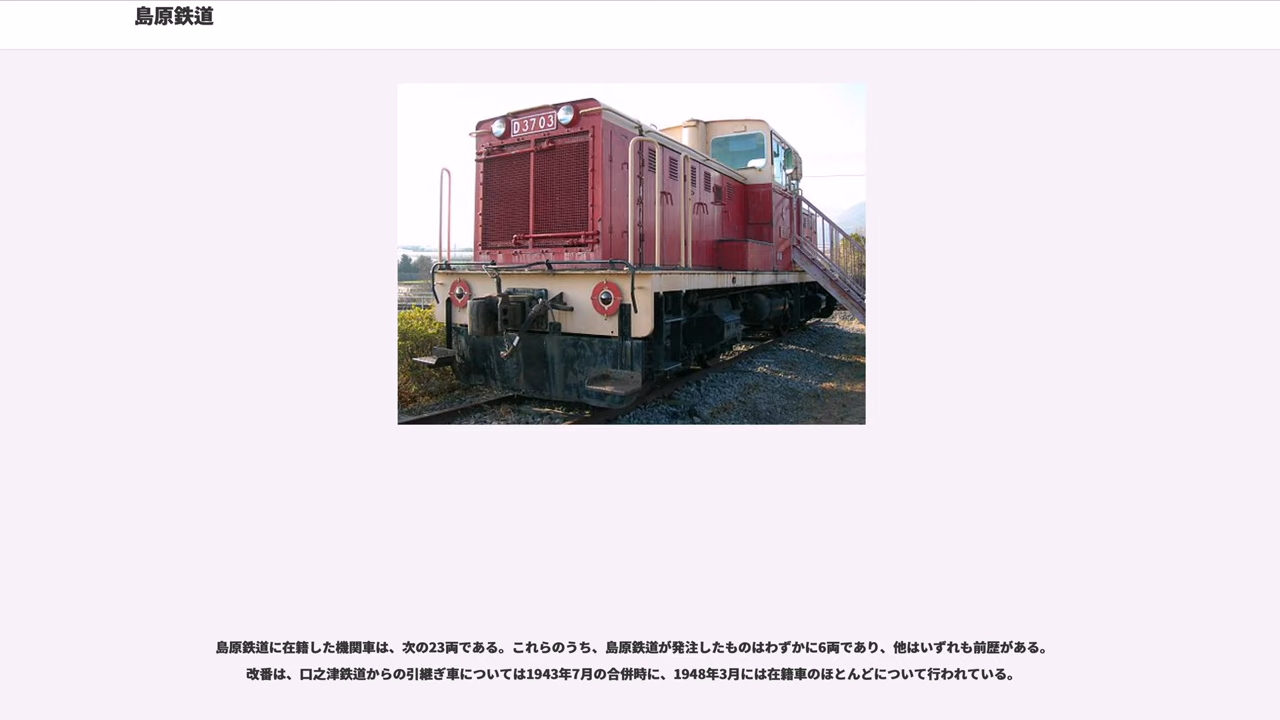 島原鉄道
D3703
島原鉄道に在籍した機関車は、次の23両である。これらのうち、島原鉄道が発注したものはわずかに6両であり、他はいずれも前歴がある。
改番は、口之津鉄道からの引継ぎ車については1943年7月の合併時に、1948年3月には在籍車のほとんどについて行われている。